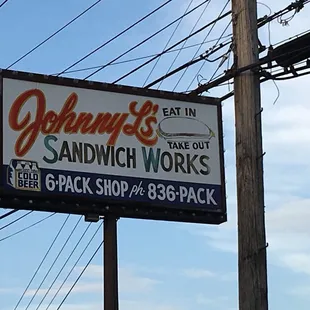 Johnny L's
EAT IN
TAKE OUT
SANDWICH WORKS
COLD
BEER
6-PACK SHOP ph. 836-PACK